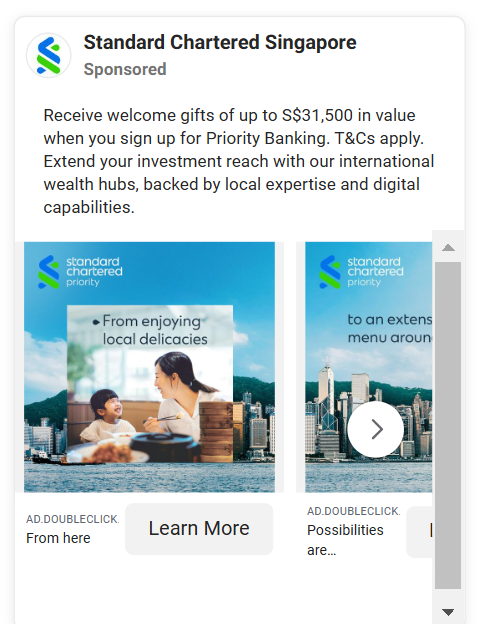 Standard Chartered Singapore
Sponsored
Receive welcome gifts of up to S$31,500 in value
when you sign up for Priority Banking. T&Cs apply.
Extend your investment reach with our international
wealth hubs, backed by local expertise and digital
capabilities.
standard
chartered
priority
From enjoying
local delicacies
AD.DOUBLECLICK.
From here
Learn More
standard
chartered
priority
to an extens
menu aroun
AD.DOUBLECLICK.
Possibilities
are…